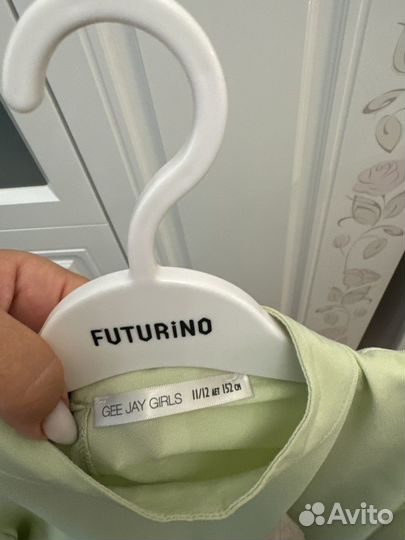 FUTURiNO
GEE JAY GIRLS 11/12 ЛЕТ 152 СМ
Avito